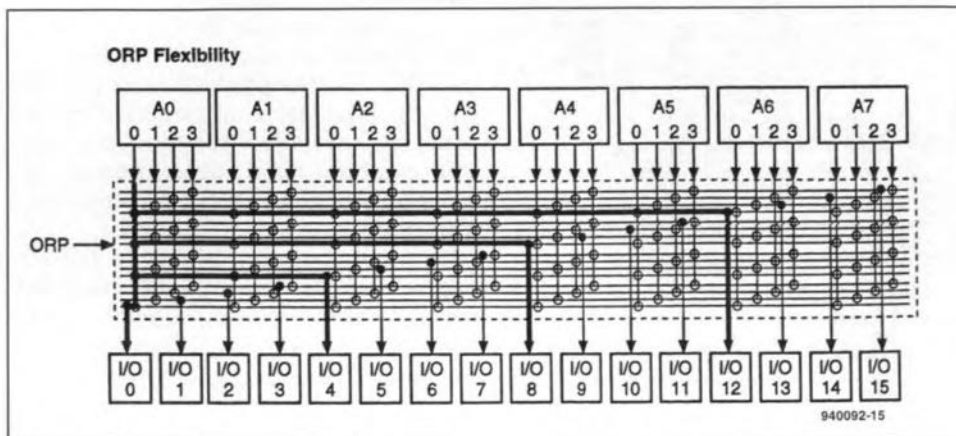 ORP Flexibility
A0 A1 A2 A3 A4 A5 A6 A7
0 1 2 3 0 1 2 3 0 1 2 3 0 1 2 3 0 1 2 3 0 1 2 3 0 1 2 3 0 1 2 3
ORP
I/O I/O I/O I/O I/O I/O I/O I/O I/O I/O I/O I/O I/O I/O I/O I/O
0 1 2 3 4 5 6 7 8 9 10 11 12 13 14 15
940092-15